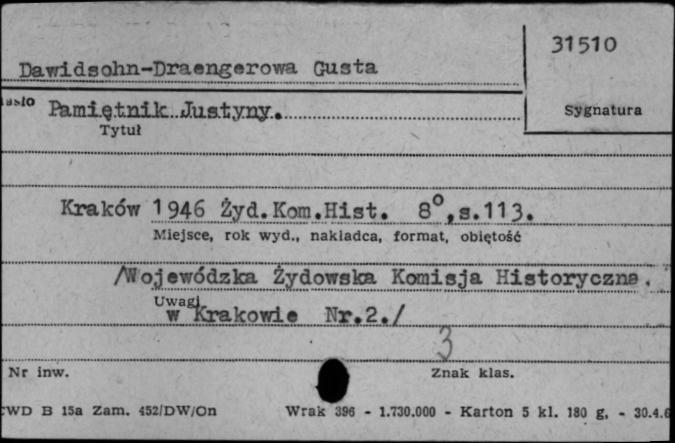 31510
Dawidsohn-Draengerowa Gusta
Sygnatura
Pamiętnik Justyny.
Tytuł
Kraków 1946 Żyd.Kom.Hist. 8°,s.113.
Miejsce, rok wyd., nakładca, format, objętość
/Wojewódzka Żydowska Komisja Historyczna.
Uwagi
w Krakowie Nr.2./
3
Nr inw.
Znak klas.
CWD B 15a Zam. 452/DW/On Wrak 396 - 1.730.000 - Karton 5 kl. 180 g. - 30.4.6